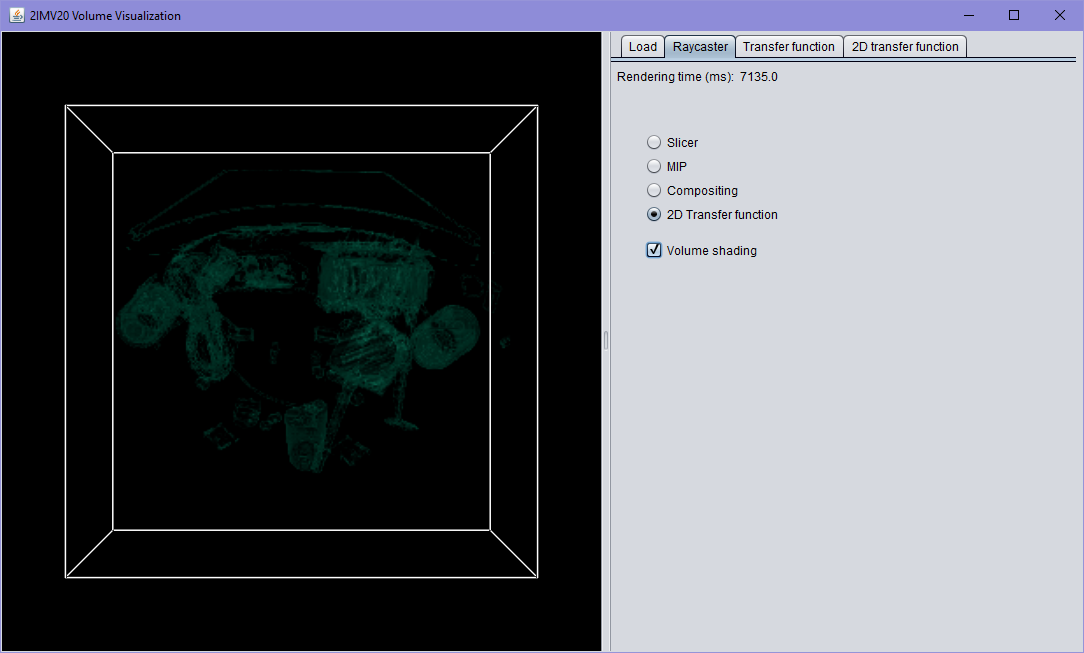 2IMV20 Volume Visualization
Load Raycaster Transfer function 2D transfer function
Rendering time (ms): 7135.0
Slicer
MIP
Compositing
2D Transfer function
Volume shading